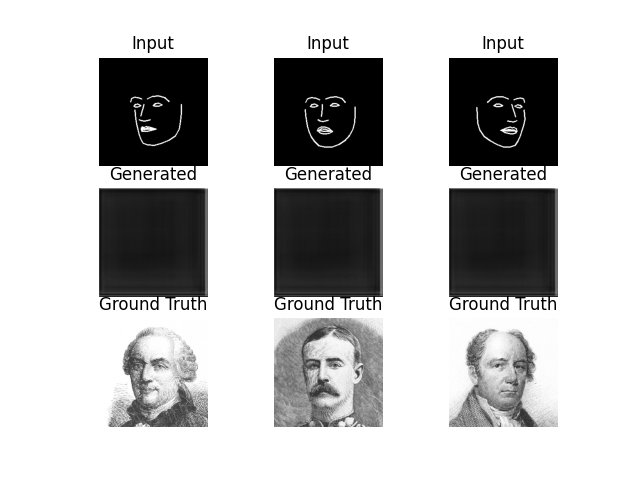 Input Input Input
Generated Generated Generated
Ground Truth Ground Truth Ground Truth